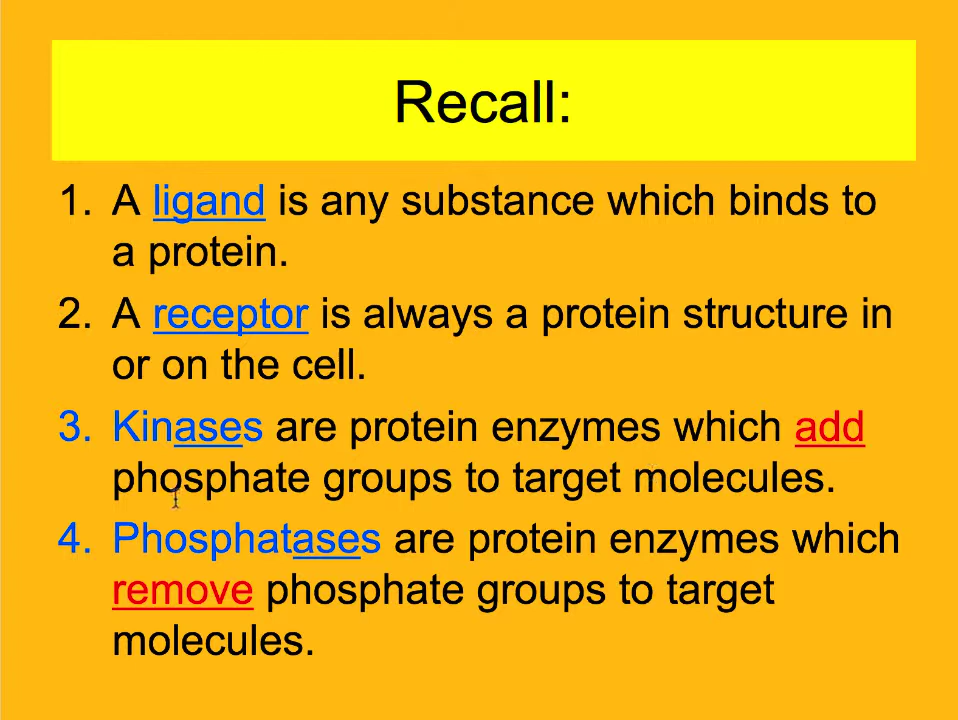 Recall:
1. A ligand is any substance which binds to
a protein.
2. A receptor is always a protein structure in
or on the cell.
3. Kinases are protein enzymes which add
phosphate groups to target molecules.
4. Phosphatases are protein enzymes which
remove phosphate groups to target
molecules.